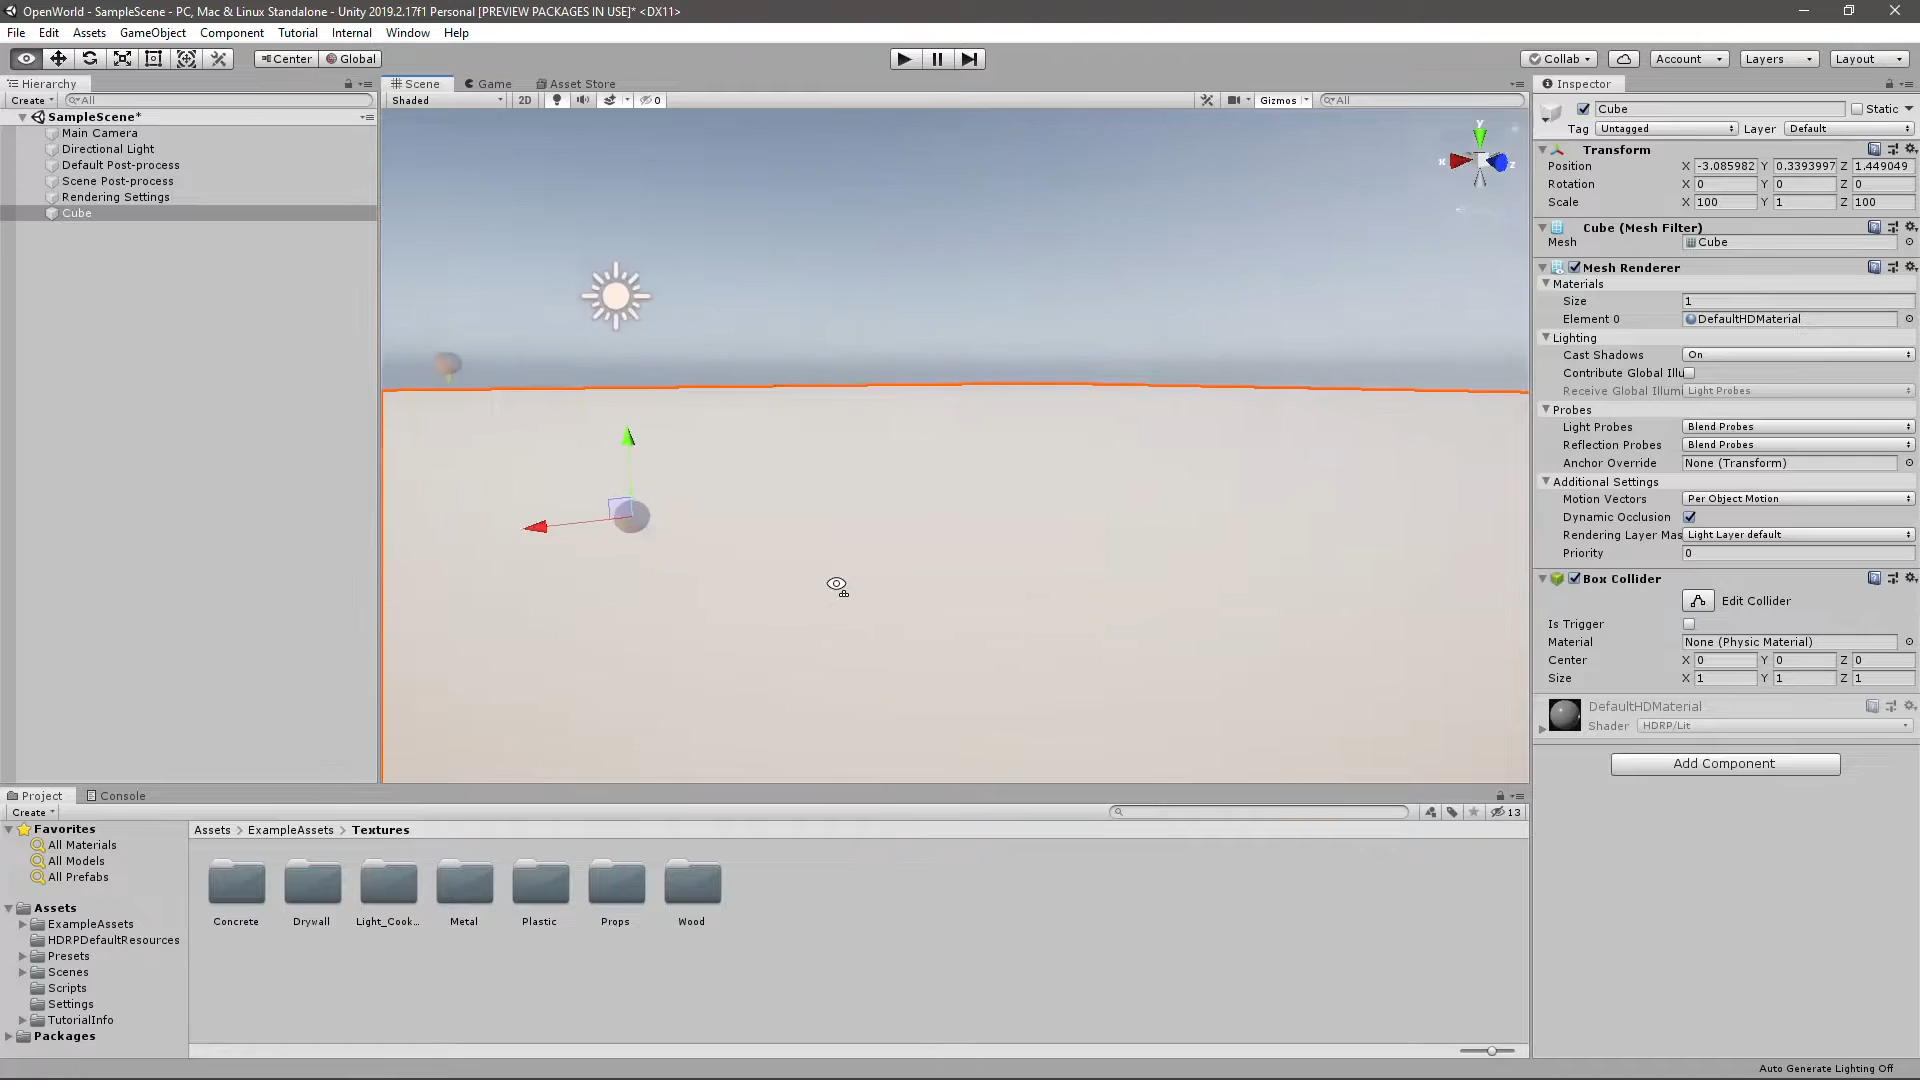 OpenWorld - SampleScene - PC, Mac & Linux Standalone - Unity 2019.2.17f1 Personal [PREVIEW PACKAGES IN USE]* <DX11>
File Edit Assets GameObject Component Tutorial Internal Window Help
Center Global Collab Account Layers Layout
Hierarchy
Create All
SampleScene*
Main Camera
Directional Light
Default Post-process
Scene Post-process
Rendering Settings
Cube
Scene Game Asset Store
Shaded 2D 0 Gizmos All
y
x
z
Inspector
Cube Static
Tag Untagged Layer Default
Transform
Position X -3.085982 Y 0.3393997 Z 1.449049
Rotation X 0 Y 0 Z 0
Scale X 100 Y 1 Z 100
Cube (Mesh Filter)
Mesh Cube
Mesh Renderer
Materials
Size 1
Element 0 DefaultHDMaterial
Lighting
Cast Shadows On
Contribute Global Illu
Receive Global Illumi Light Probes
Probes
Light Probes Blend Probes
Reflection Probes Blend Probes
Anchor Override None (Transform)
Additional Settings
Motion Vectors Per Object Motion
Dynamic Occlusion
Rendering Layer Mas Light Layer default
Priority 0
Box Collider
Edit Collider
Is Trigger
Material None (Physic Material)
Center X 0 Y 0 Z 0
Size X 1 Y 1 Z 1
DefaultHDMaterial
Shader HDRP/Lit
Add Component
Project Console
Create 13
Favorites
All Materials
All Models
All Prefabs
Assets
ExampleAssets
HDRPDefaultResources
Presets
Scenes
Scripts
Settings
TutorialInfo
Packages
Assets > ExampleAssets > Textures
Concrete Drywall Light_Cook... Metal Plastic Props Wood
Auto Generate Lighting Off